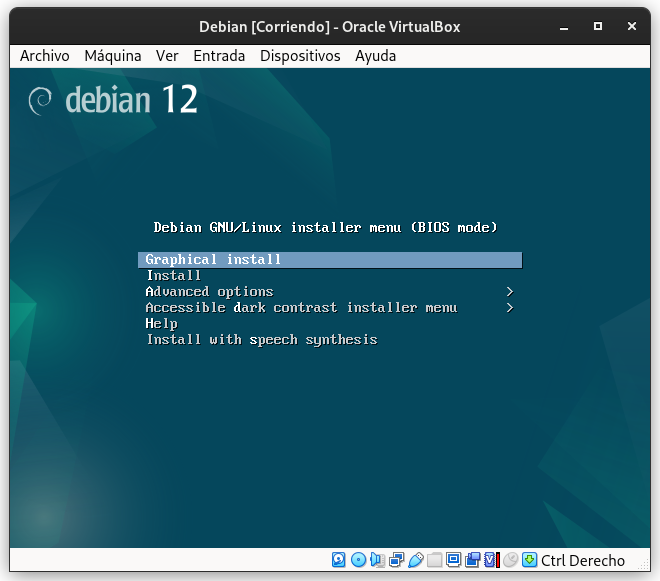 Debian [Corriendo] - Oracle VirtualBox
Archivo Máquina Ver Entrada Dispositivos Ayuda
debian 12
Debian GNU/Linux installer menu (BIOS mode)
Graphical install
Install
Advanced options >
Accessible dark contrast installer menu >
Help
Install with speech synthesis
Ctrl Derecho